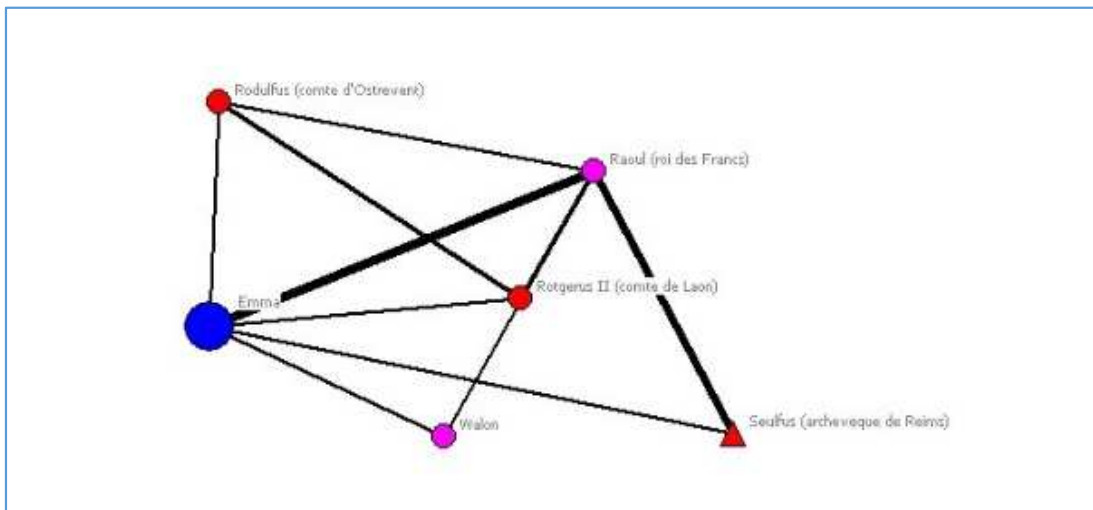 Rodulfus (comte d'Ostrevant)
Raoul (roi des Francs)
Rotgerus II (comte de Laon)
Emma
Walon
Seulfus (archeveque de Reims)